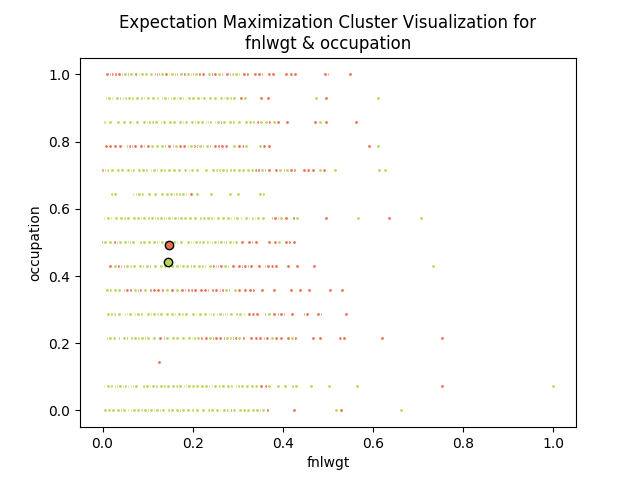 Expectation Maximization Cluster Visualization for
fnlwgt & occupation
1.0
0.8
0.6
0.4
0.2
0.0
occupation
0.0 0.2 0.4 0.6 0.8 1.0
fnlwgt